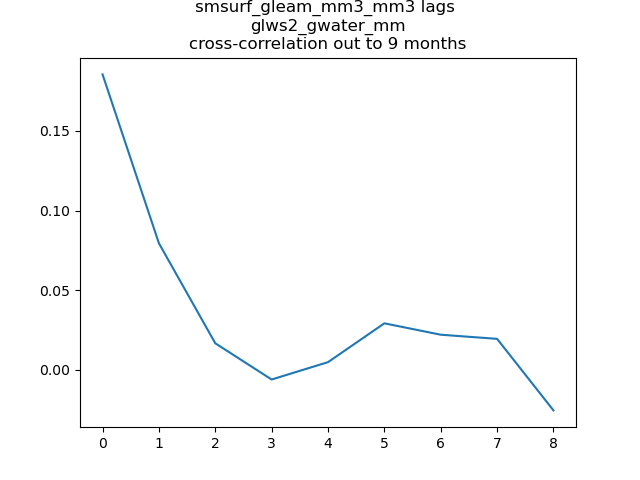 smsurf_gleam_mm3_mm3 lags
glws2_gwater_mm
cross-correlation out to 9 months
0.15
0.10
0.05
0.00
0 1 2 3 4 5 6 7 8